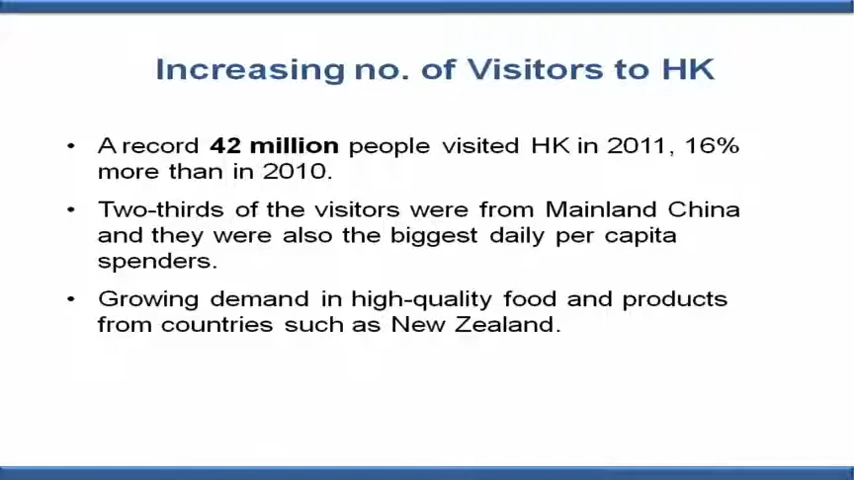 Increasing no. of Visitors to HK
• A record 42 million people visited HK in 2011, 16%
more than in 2010.
• Two-thirds of the visitors were from Mainland China
and they were also the biggest daily per capita
spenders.
• Growing demand in high-quality food and products
from countries such as New Zealand.